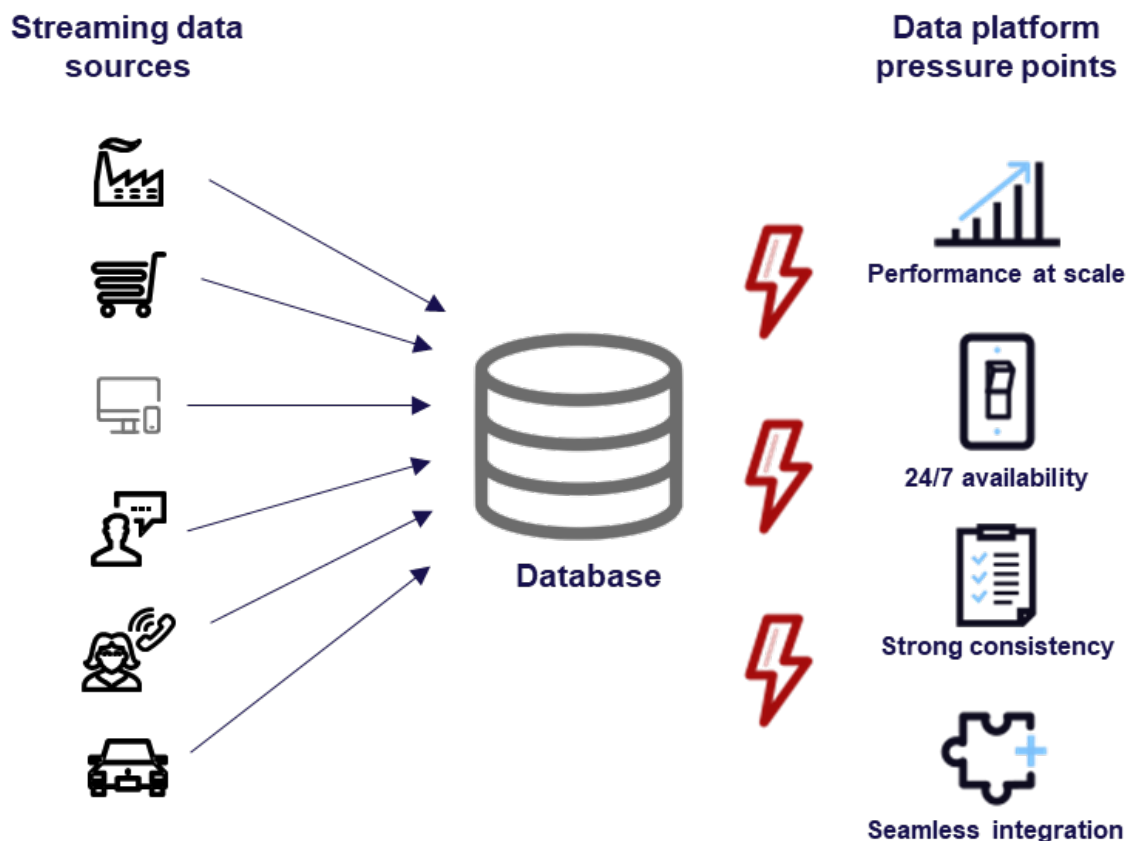 Streaming data
sources
Data platform
pressure points
Performance at scale
24/7 availability
Database
Strong consistency
Seamless integration